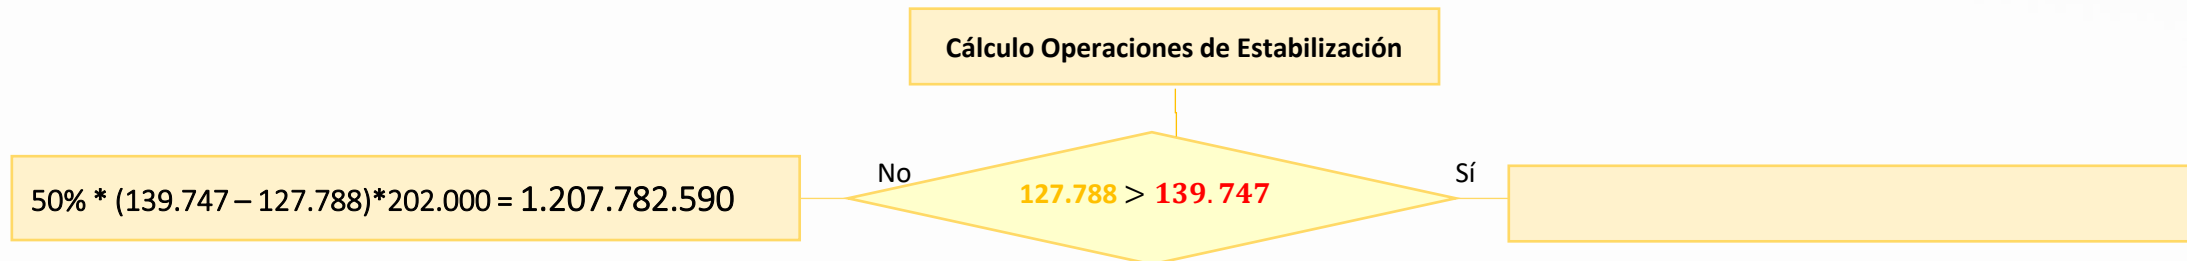 Cálculo Operaciones de Estabilización
No
Sí
50% * (139.747 – 127.788)*202.000 = 1.207.782.590
127.788 > 139.747